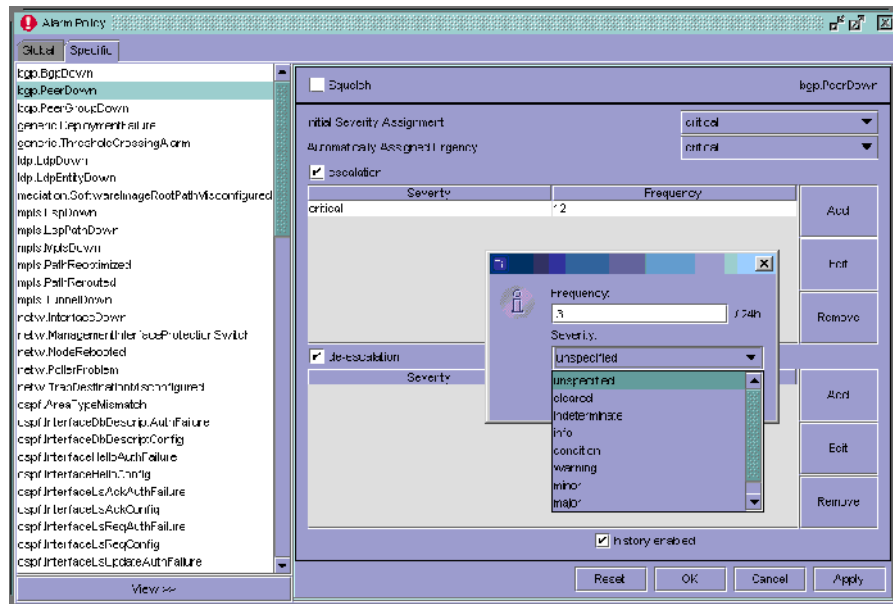 Alarm Policy
Global Specific
bgp.BgpDown
bgp.PeerDown
bgp.PeerGroupDown
generic.DeploymentFailure
generic.ThresholdCrossingAlarm
ldp.LdpDown
ldp.LdpEntityDown
mediation.SoftwareImageRootPathMisconfigured
mpls.LspDown
mpls.LspPathDown
mpls.MplsDown
mpls.PathReoptimized
mpls.PathRerouted
mpls.TunnelDown
netw.InterfaceDown
netw.ManagementInterfaceProtectionSwitch
netw.NodeRebooted
netw.PollerProblem
netw.TrapDestinationMisconfigured
ospf.AreaTypeMismatch
ospf.InterfaceDbDescriptAuthFailure
ospf.InterfaceDbDescriptConfig
ospf.InterfaceHelloAuthFailure
ospf.InterfaceHelloConfig
ospf.InterfaceLsAckAuthFailure
ospf.InterfaceLsAckConfig
ospf.InterfaceLsReqAuthFailure
ospf.InterfaceLsReqConfig
ospf.InterfaceLsUpdateAuthFailure
View >>
Squelch
bgp.PeerDown
Initial Severity Assignment
critical
Automatically Assigned Urgency
critical
escalation
Severity Frequency
critical 12
Add
Edit
Remove
Frequency:
3 / 24h
Severity:
unspecified
unspecified
cleared
indeterminate
info
condition
warning
minor
major
de-escalation
Severity
Add
Edit
Remove
history enabled
Reset OK Cancel Apply